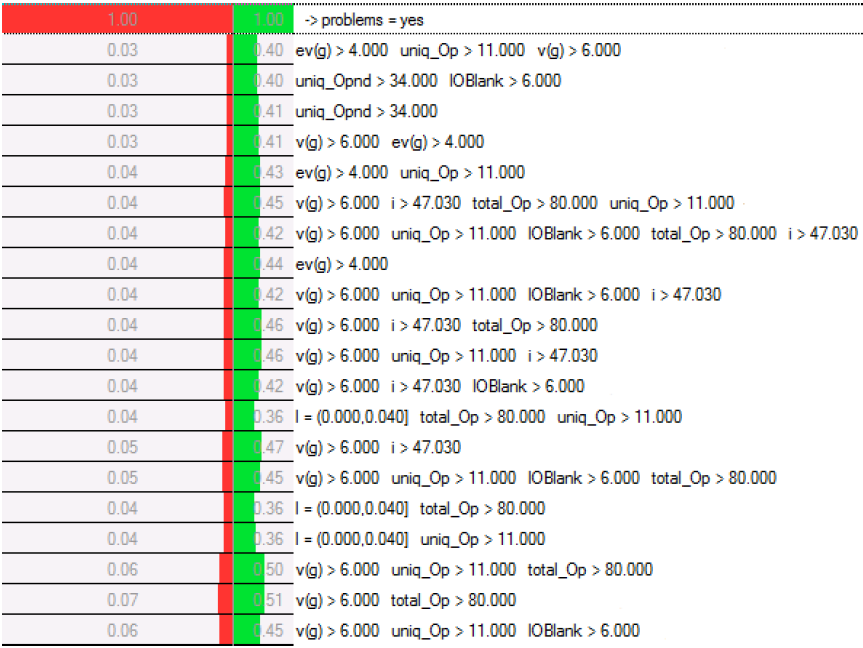 1.00 1.00 -> problems = yes
0.03 0.40 ev(g) > 4.000 uniq_Op > 11.000 v(g) > 6.000
0.03 0.40 uniq_Opnd > 34.000 IOBlank > 6.000
0.03 0.41 uniq_Opnd > 34.000
0.03 0.41 v(g) > 6.000 ev(g) > 4.000
0.04 0.43 ev(g) > 4.000 uniq_Op > 11.000
0.04 0.45 v(g) > 6.000 i > 47.030 total_Op > 80.000 uniq_Op > 11.000
0.04 0.42 v(g) > 6.000 uniq_Op > 11.000 IOBlank > 6.000 total_Op > 80.000 i > 47.030
0.04 0.44 ev(g) > 4.000
0.04 0.42 v(g) > 6.000 uniq_Op > 11.000 IOBlank > 6.000 i > 47.030
0.04 0.46 v(g) > 6.000 i > 47.030 total_Op > 80.000
0.04 0.46 v(g) > 6.000 uniq_Op > 11.000 i > 47.030
0.04 0.42 v(g) > 6.000 i > 47.030 IOBlank > 6.000
0.04 0.36 l = (0.000,0.040] total_Op > 80.000 uniq_Op > 11.000
0.05 0.47 v(g) > 6.000 i > 47.030
0.05 0.45 v(g) > 6.000 uniq_Op > 11.000 IOBlank > 6.000 total_Op > 80.000
0.04 0.36 l = (0.000,0.040] total_Op > 80.000
0.04 0.36 l = (0.000,0.040] uniq_Op > 11.000
0.06 0.50 v(g) > 6.000 uniq_Op > 11.000 total_Op > 80.000
0.07 0.51 v(g) > 6.000 total_Op > 80.000
0.06 0.45 v(g) > 6.000 uniq_Op > 11.000 IOBlank > 6.000